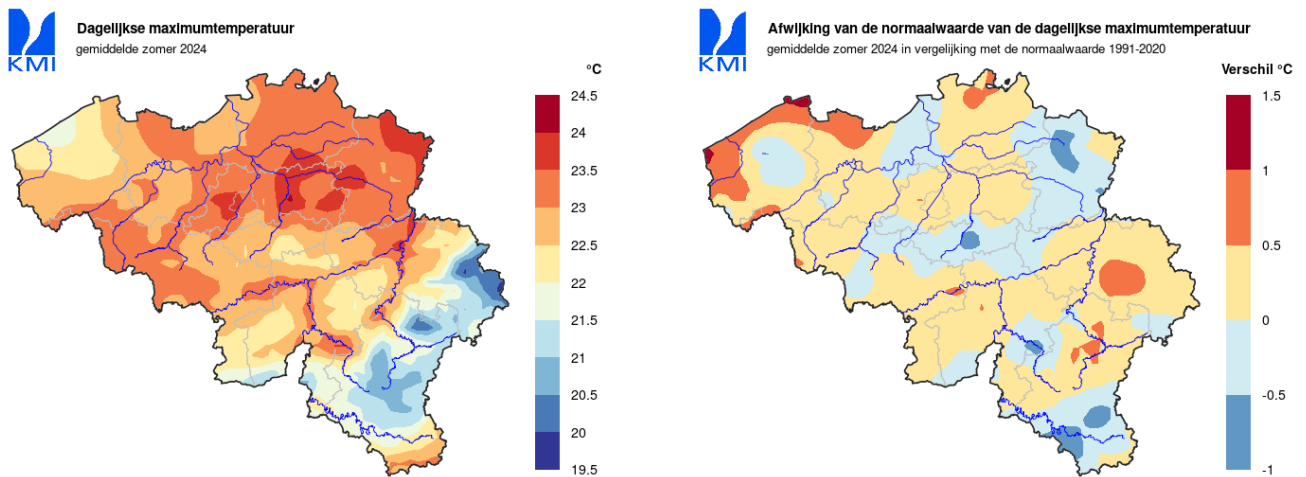 Dagelijkse maximumtemperatuur
gemiddelde zomer 2024
KMI
°C
24.5
24
23.5
23
22.5
22
21.5
21
20.5
20
19.5
Afwijking van de normaalwaarde van de dagelijkse maximumtemperatuur
gemiddelde zomer 2024 in vergelijking met de normaalwaarde 1991-2020
KMI
Verschil °C
1.5
1
0.5
0
-0.5
-1